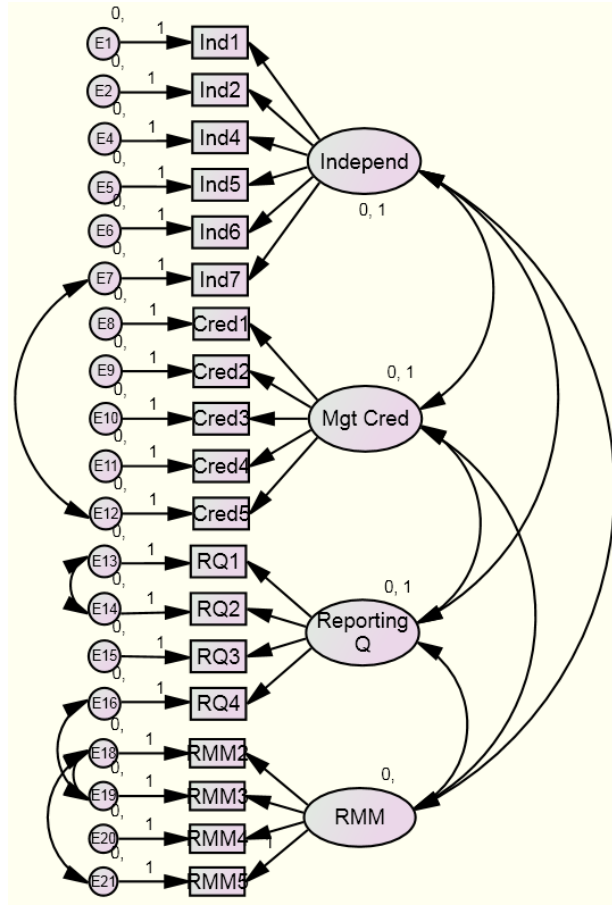 0,
E1
1
Ind1
0,
E2
1
Ind2
0,
E4
1
Ind4
Independ
0, 1
0,
E5
1
Ind5
0,
E6
1
Ind6
0,
E7
1
Ind7
0,
E8
1
Cred1
0,
E9
1
Cred2
0, 1
Mgt Cred
0,
E10
1
Cred3
0,
E11
1
Cred4
0,
E12
1
Cred5
0,
E13
1
RQ1
0, 1
Reporting
Q
0,
E14
1
RQ2
0,
E15
1
RQ3
0,
E16
1
RQ4
0,
E18
1
RMM2
0,
RMM
0,
E19
1
RMM3
0,
E20
1
RMM4
1
0,
E21
1
RMM5